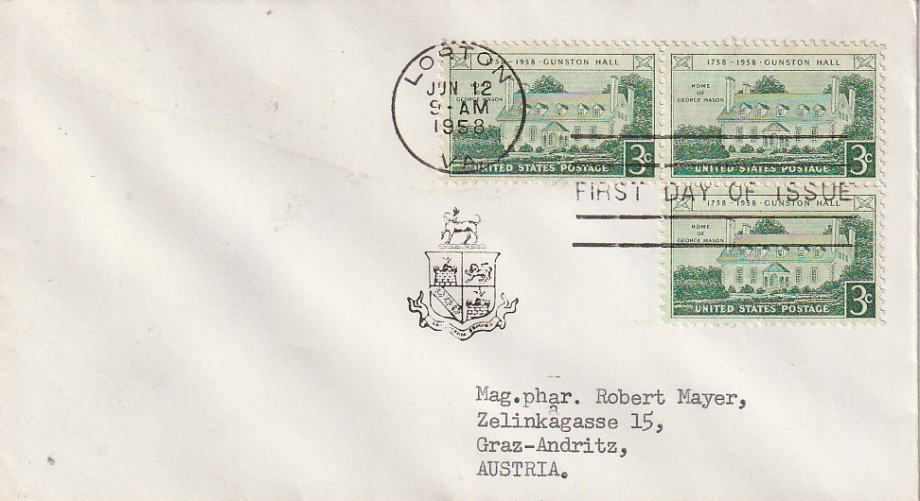 LORTON
JUN 12
9-AM
1958
VA.
1758 - 1958 · GUNSTON HALL
HOME
OF
GEORGE MASON
3c
UNITED STATES POSTAGE
1758 - 1958 · GUNSTON HALL
HOME
OF
GEORGE MASON
3c
UNITED STATES POSTAGE
FIRST DAY OF ISSUE
1758 - 1958 · GUNSTON HALL
HOME
OF
GEORGE MASON
3c
UNITED STATES POSTAGE
Mag.phar. Robert Mayer,
Zelinkagasse 15,
Graz-Andritz,
AUSTRIA.